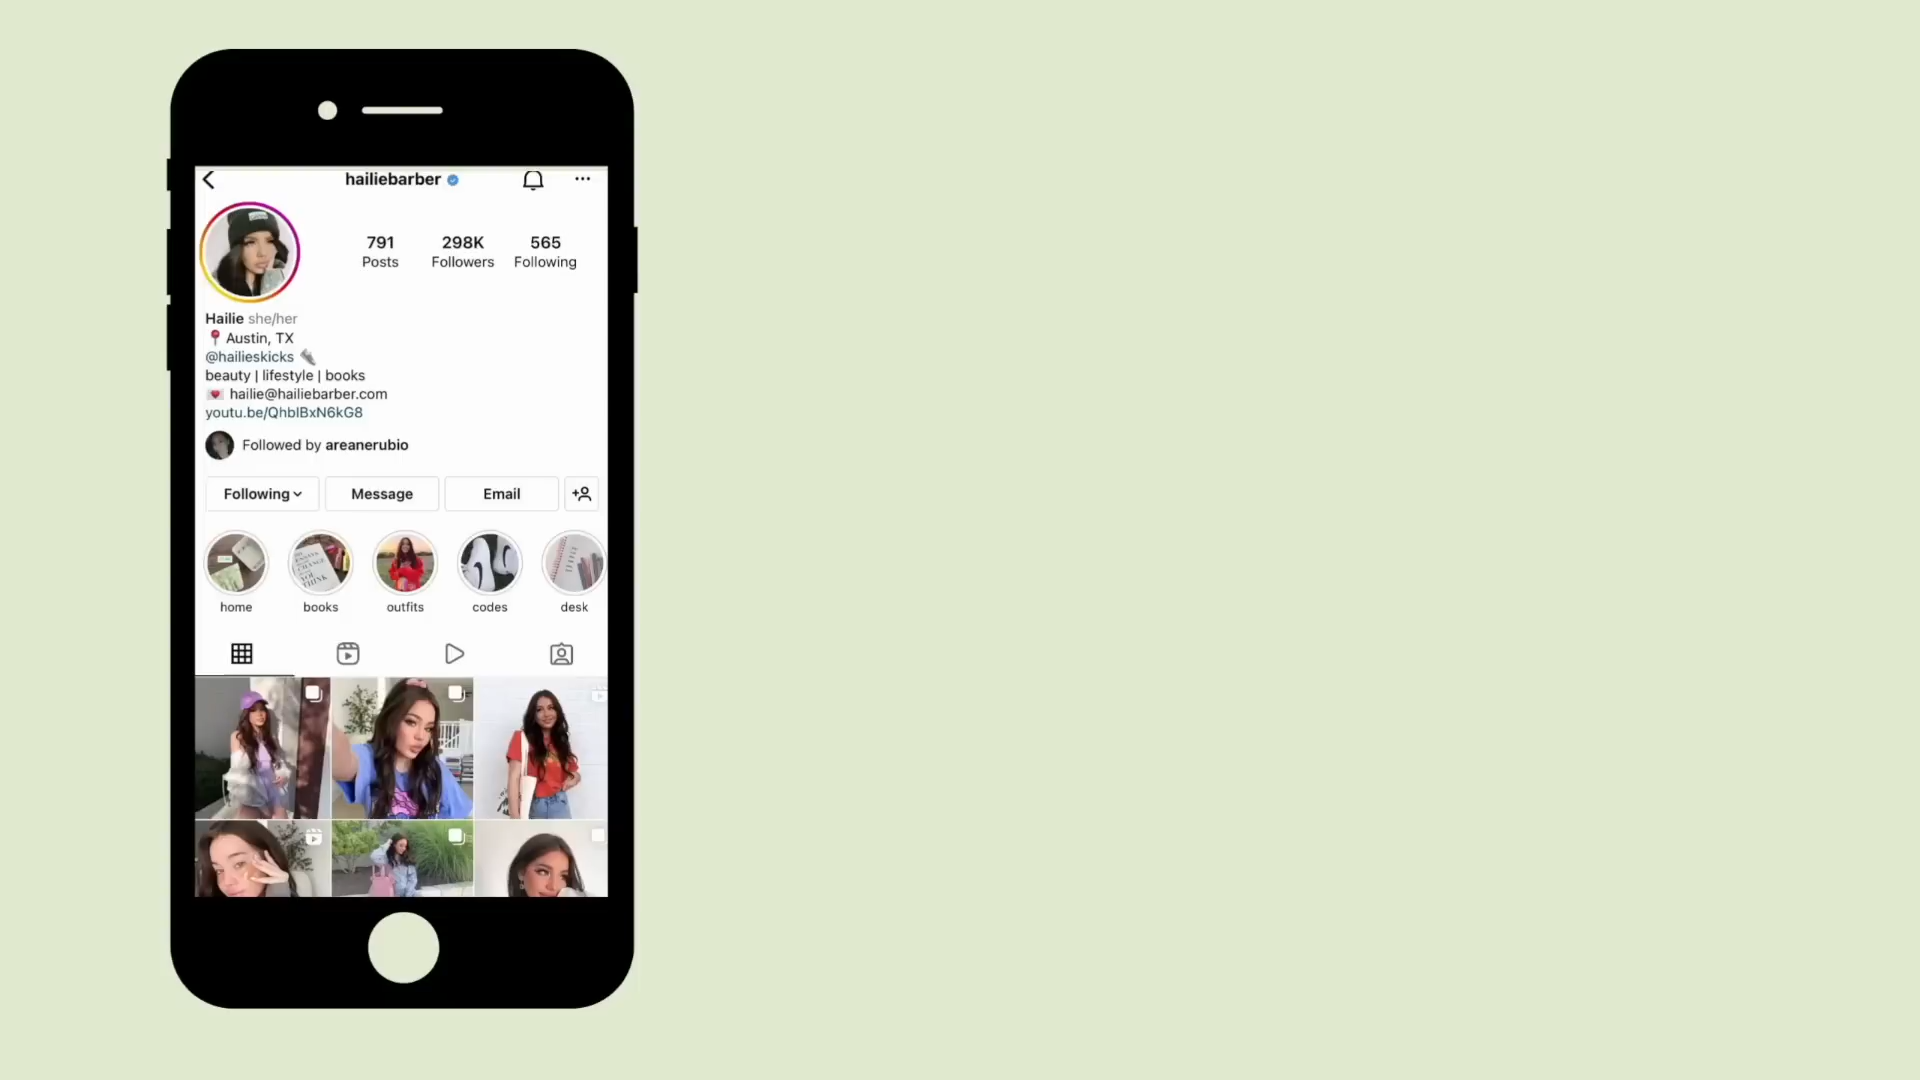 hailiebarber
791 298K 565
Posts Followers Following
Hailie she/her
Austin, TX
@hailieskicks
beauty | lifestyle | books
hailie@hailiebarber.com
youtu.be/QhbIBxN6kG8
Followed by areanerubio
Following Message Email
home books outfits codes desk